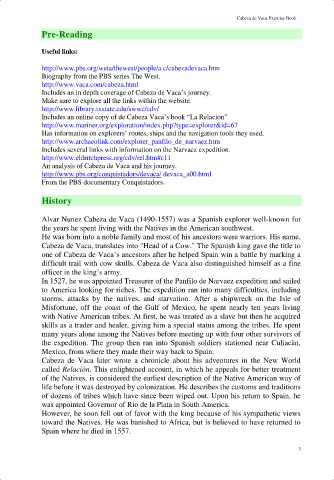 Cabeza de Vaca Exercise Book
Pre-Reading
Useful links:
http://www.pbs.org/weta/thewest/people/a_c/cabezadevaca.htm
Biography from the PBS series The West.
http://www.vaca.com/cabeza.html
Includes an in depth coverage of Cabeza de Vaca's journey.
Make sure to explore all the links within the website.
http://www.library.txstate.edu/swwc/cdv/
Includes an online copy of de Cabeza Vaca's book "La Relacion"
http://www.mariner.org/exploration/index.php?type=explorer&id=67
Has information on explorers' routes, ships and the navigation tools they used.
http://www.archaeolink.com/explorer_panfilo_de_narvaez.htm
Includes several links with information on the Narvaez expedition.
http://www.eldritchpress.org/cdv/rel.htm#c11
An analysis of Cabeza de Vaca and his journey.
http://www.pbs.org/conquistadors/devaca/ devaca_a00.html
From the PBS documentary Conquistadors.
History
Alvar Nunez Cabeza de Vaca (1490-1557) was a Spanish explorer well-known for
the years he spent living with the Natives in the American southwest.
He was born into a noble family and most of his ancestors were warriors. His name,
Cabeza de Vaca, translates into "Head of a Cow." The Spanish king gave the title to
one of Cabeza de Vaca's ancestors after he helped Spain win a battle by marking a
difficult trail with cow skulls. Cabeza de Vaca also distinguished himself as a fine
officer in the king's army.
In 1527, he was appointed Treasurer of the Panfilo de Narvaez expedition and sailed
to America looking for riches. The expedition ran into many difficulties, including
storms, attacks by the natives, and starvation. After a shipwreck on the Isle of
Misfortune, off the coast of the Gulf of Mexico, he spent nearly ten years living
with Native American tribes. At first, he was treated as a slave but then he acquired
skills as a trader and healer, giving him a special status among the tribes. He spent
many years alone among the Natives before meeting up with four other survivors of
the expedition. The group then ran into Spanish soldiers stationed near Culiacàn,
Mexico, from where they made their way back to Spain.
Cabeza de Vaca later wrote a chronicle about his adventures in the New World
called Relación. This enlightened account, in which he appeals for better treatment
of the Natives, is considered the earliest description of the Native American way of
life before it was destroyed by colonization. He describes the customs and traditions
of dozens of tribes which have since been wiped out. Upon his return to Spain, he
was appointed Governor of Rio de la Plata in South America.
However, he soon fell out of favor with the king because of his sympathetic views
toward the Natives. He was banished to Africa, but is believed to have returned to
Spain where he died in 1557.
3